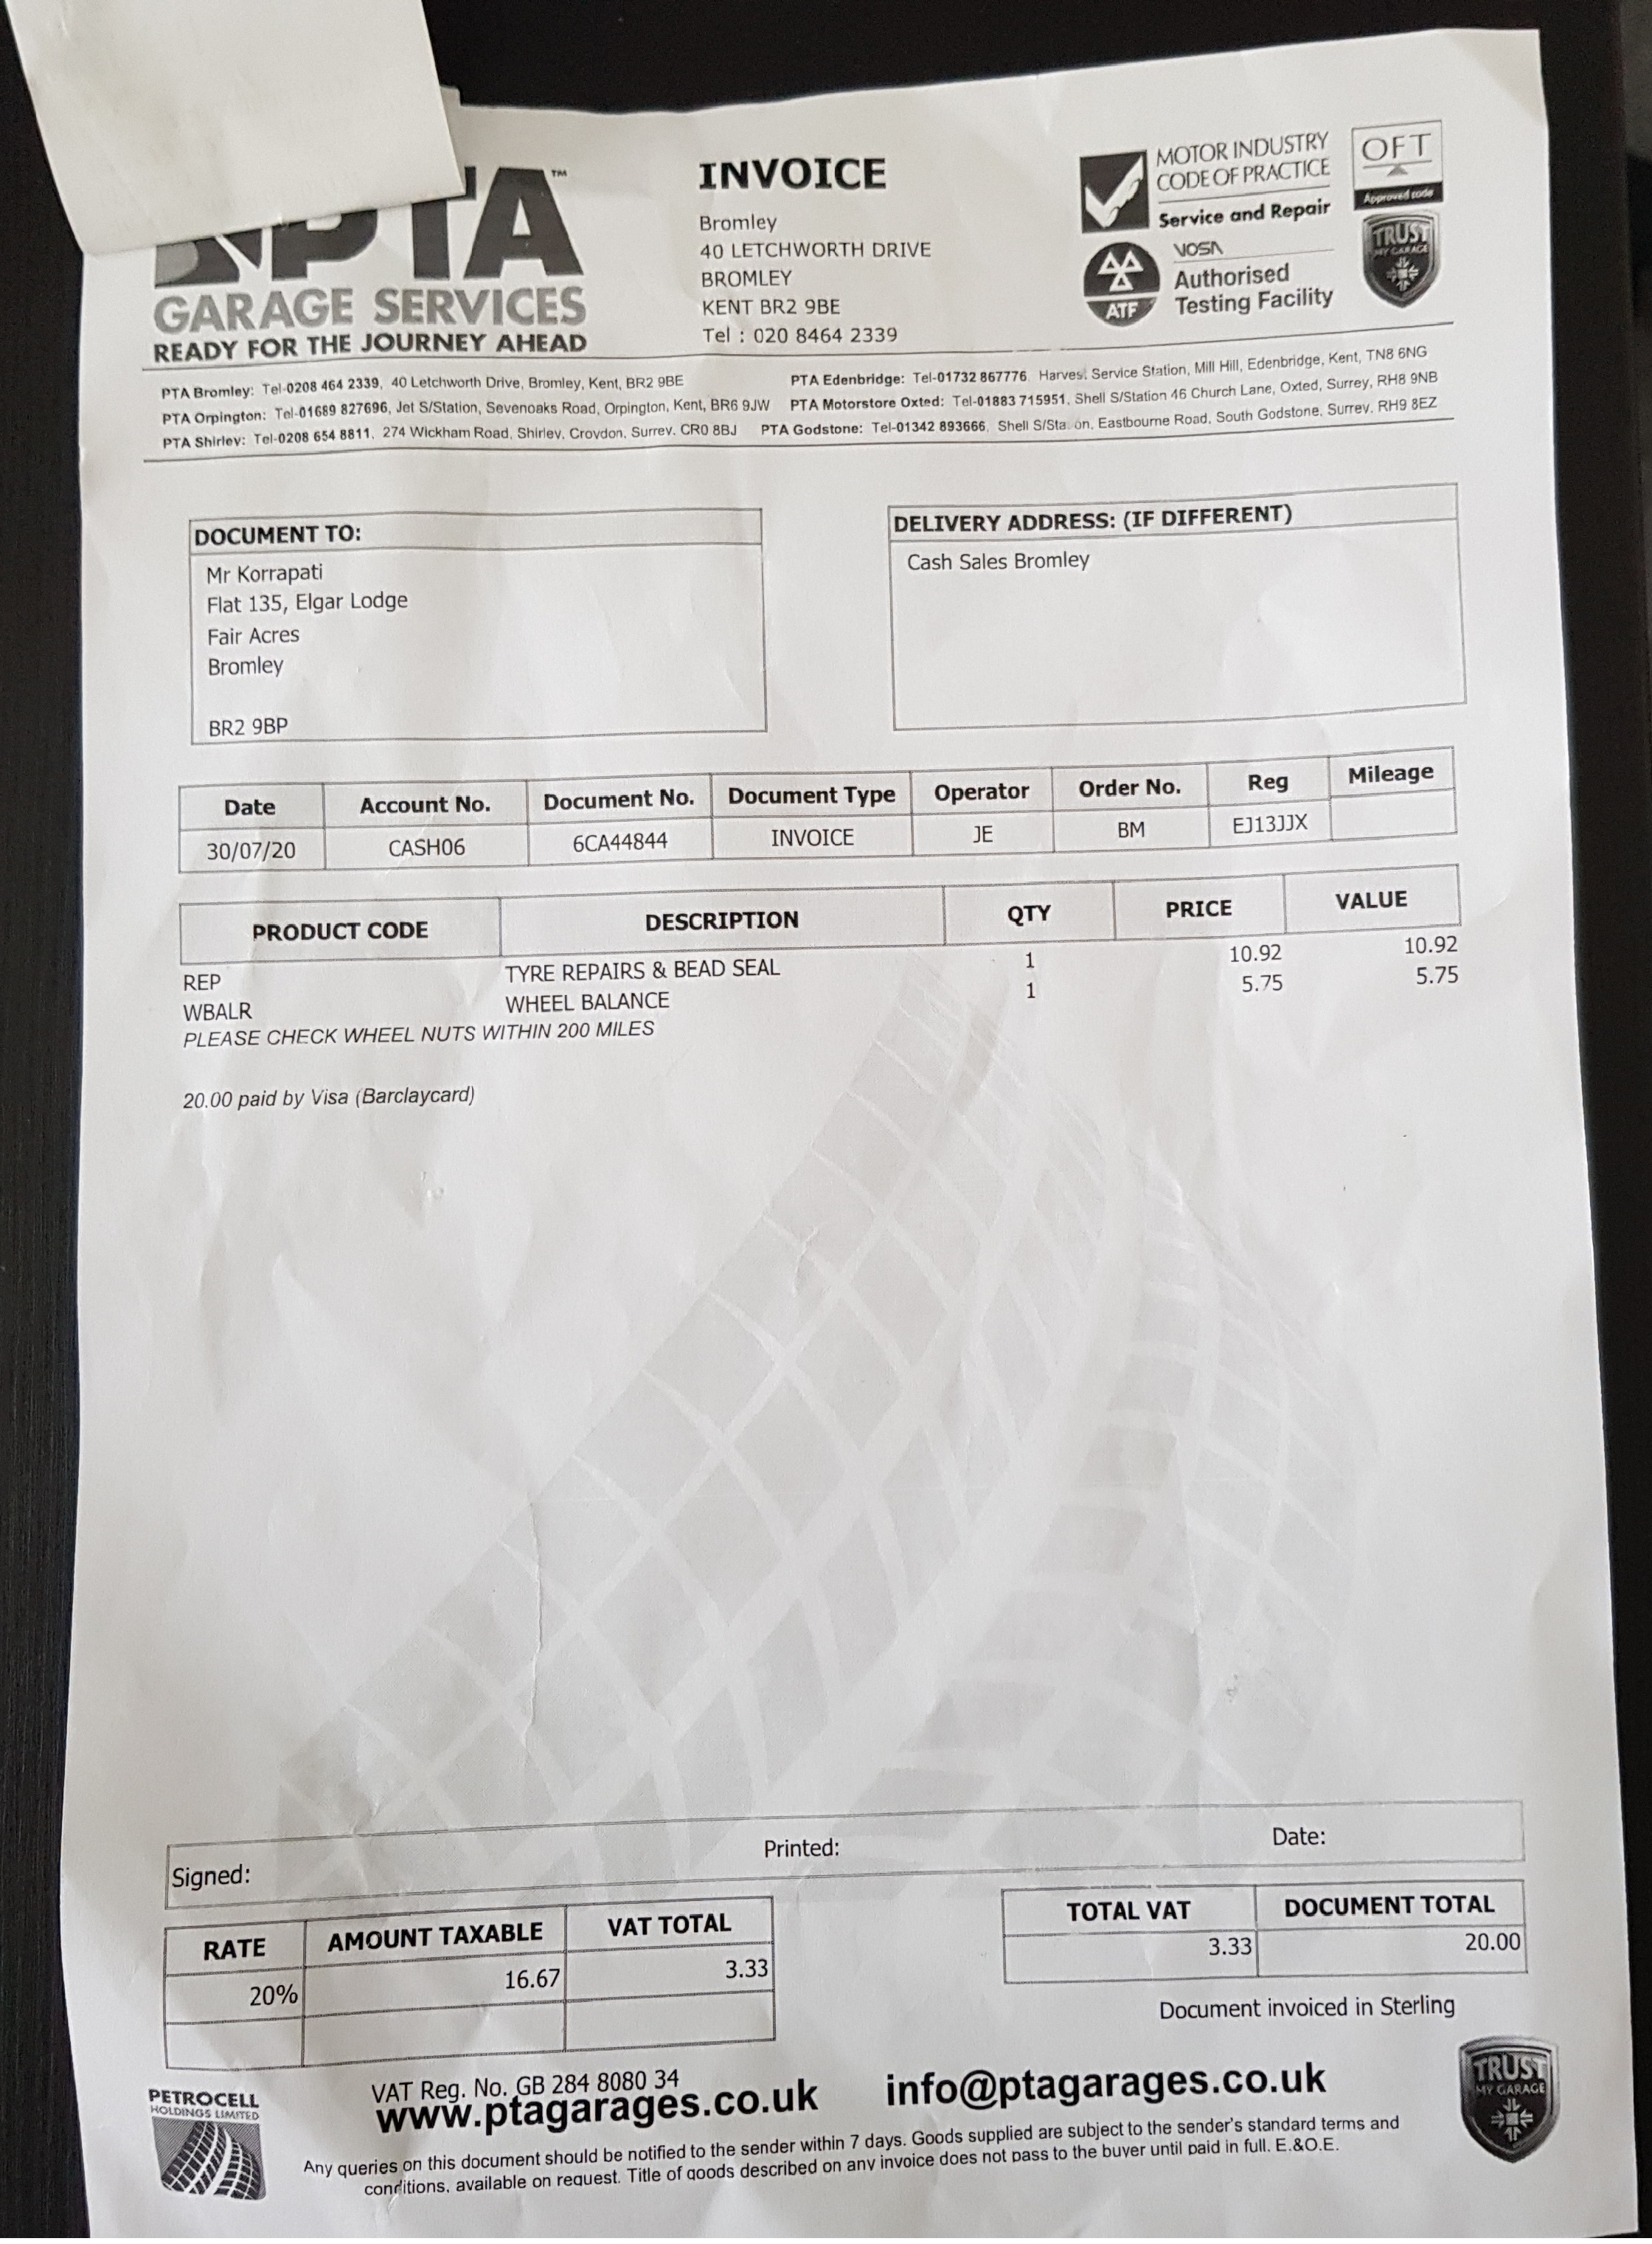 PTA™
GARAGE SERVICES
READY FOR THE JOURNEY AHEAD
INVOICE
Bromley
40 LETCHWORTH DRIVE
BROMLEY
KENT BR2 9BE
Tel : 020 8464 2339
MOTOR INDUSTRY
CODE OF PRACTICE
Service and Repair
OFT
Approved code
VOSA
Authorised
Testing Facility
ATF
TRUST
MY GARAGE
PTA Bromley: Tel-0208 464 2339, 40 Letchworth Drive, Bromley, Kent, BR2 9BE PTA Edenbridge: Tel-01732 867776, Harvest Service Station, Mill Hill, Edenbridge, Kent, TN8 6NG
PTA Orpington: Tel-01689 827696, Jet S/Station, Sevenoaks Road, Orpington, Kent, BR6 9JW PTA Motorstore Oxted: Tel-01883 715951, Shell S/Station 46 Church Lane, Oxted, Surrey, RH8 9NB
PTA Shirley: Tel-0208 654 8811, 274 Wickham Road, Shirley, Croydon, Surrey. CR0 8BJ PTA Godstone: Tel-01342 893666, Shell Eastbourne Road, South Godstone, Surrey. RH9 8EZ
DOCUMENT TO:
Mr Korrapati
Flat 135, Elgar Lodge
Fair Acres
Bromley
BR2 9BP
DELIVERY ADDRESS: (IF DIFFERENT)
Cash Sales Bromley
Date Account No. Document No. Document Type Operator Order No. Reg Mileage
30/07/20 CASH06 6CA44844 INVOICE JE BM EJ13JJX
PRODUCT CODE DESCRIPTION QTY PRICE VALUE
REP TYRE REPAIRS & BEAD SEAL 1 10.92 10.92
WBALR WHEEL BALANCE 1 5.75 5.75
PLEASE CHECK WHEEL NUTS WITHIN 200 MILES
20.00 paid by Visa (Barclaycard)
Signed: Printed: Date:
RATE AMOUNT TAXABLE VAT TOTAL
20% 16.67 3.33
TOTAL VAT DOCUMENT TOTAL
3.33 20.00
Document invoiced in Sterling
PETROCELL
HOLDINGS LIMITED
VAT Reg. No. GB 284 8080 34
www.ptagarages.co.uk info@ptagarages.co.uk
TRUST
MY GARAGE
Any queries on this document should be notified to the sender within 7 days. Goods supplied are subject to the sender's standard terms and
conditions, available on request. Title of goods described on any invoice does not pass to the buyer until paid in full. E.&O.E.